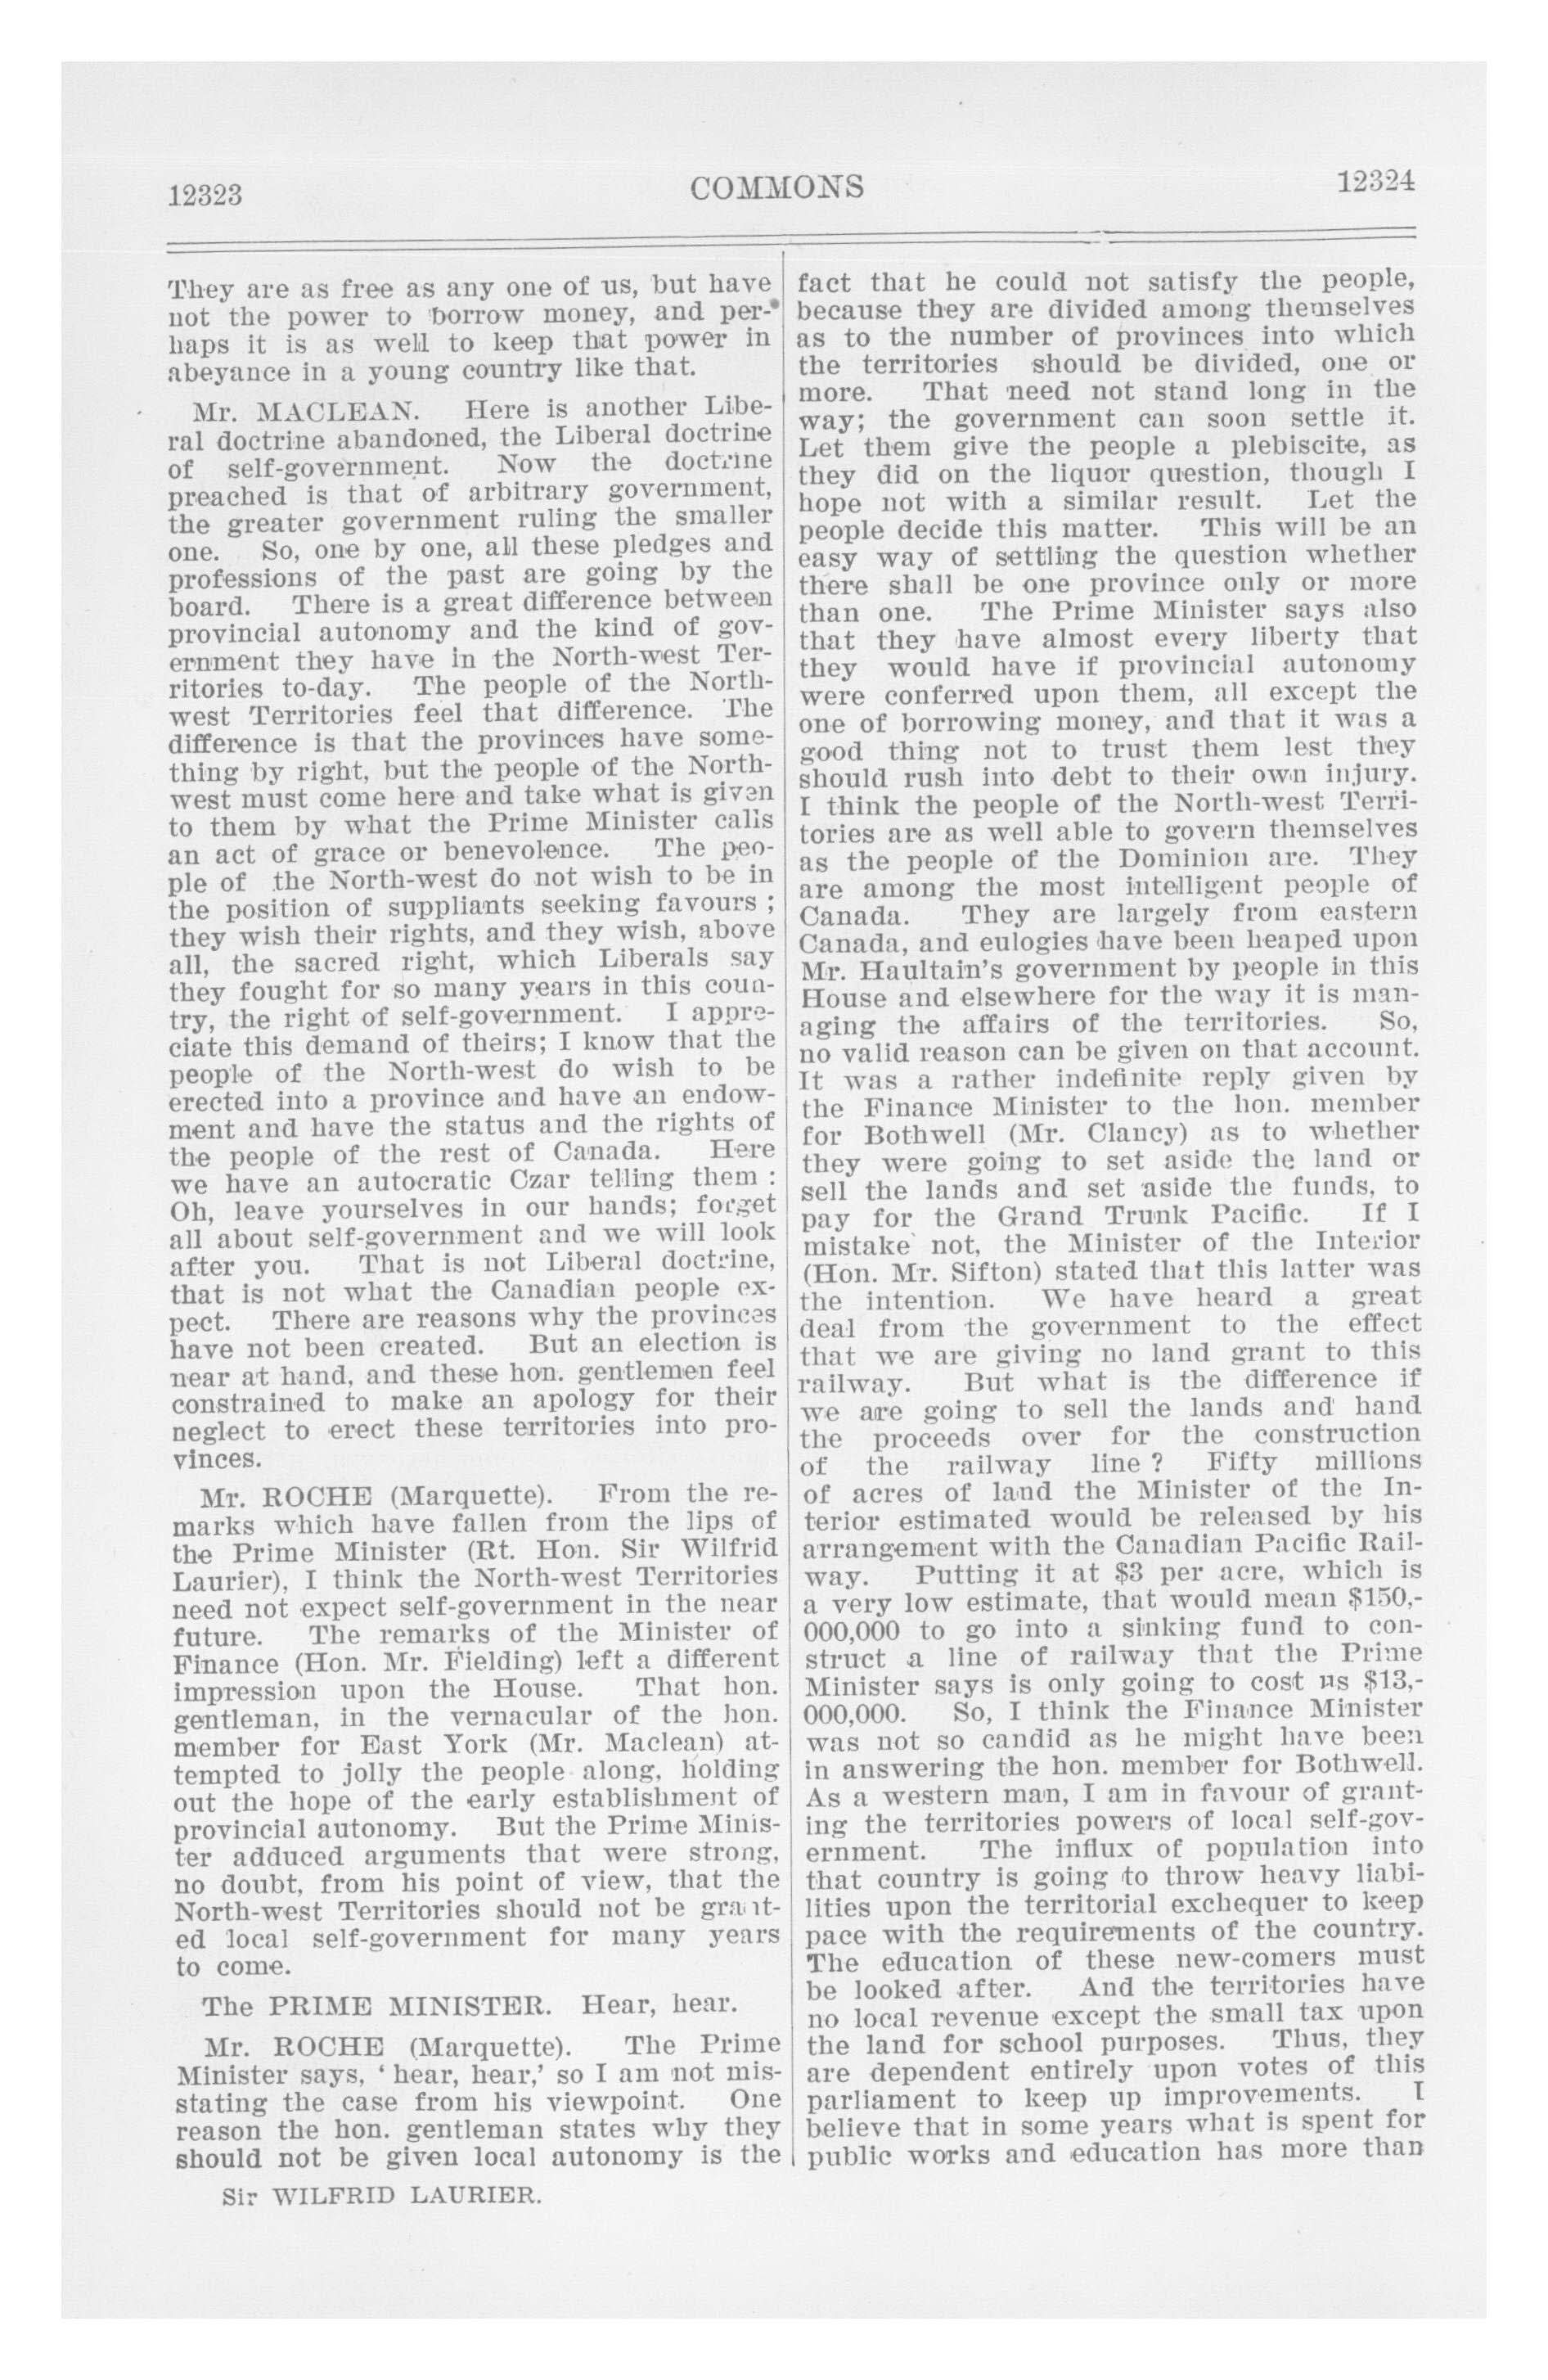 12323
COMMONS
12324
They are as free as any one of us, but have
not the power to borrow money, and per-
haps it is as well to keep that power in
abeyance in a young country like that.
Mr. MACLEAN. Here is another Libe-
ral doctrine abandoned, the Liberal doctrine
of self-government. Now the doctrine
preached is that of arbitrary government,
the greater government ruling the smaller
one. So, one by one, all these pledges and
professions of the past are going by the
board. There is a great difference between
provincial autonomy and the kind of gov-
ernment they have in the North-west Ter-
ritories to-day. The people of the North-
west Territories feel that difference. The
difference is that the provinces have some-
thing by right, but the people of the North-
west must come here and take what is given
to them by what the Prime Minister calls
an act of grace or benevolence. The peo-
ple of the North-west do not wish to be in
the position of suppliants seeking favours ;
they wish their rights, and they wish, above
all, the sacred right, which Liberals say
they fought for so many years in this coun-
try, the right of self-government. I appre-
ciate this demand of theirs; I know that the
people of the North-west do wish to be
erected into a province and have an endow-
ment and have the status and the rights of
the people of the rest of Canada. Here
we have an autocratic Czar telling them :
Oh, leave yourselves in our hands; forget
all about self-government and we will look
after you. That is not Liberal doctrine,
that is not what the Canadian people ex-
pect. There are reasons why the provinces
have not been created. But an election is
near at hand, and these hon. gentlemen feel
constrained to make an apology for their
neglect to erect these territories into pro-
vinces.
Mr. ROCHE (Marquette). From the re-
marks which have fallen from the lips of
the Prime Minister (Rt. Hon. Sir Wilfrid
Laurier), I think the North-west Territories
need not expect self-government in the near
future. The remarks of the Minister of
Finance (Hon. Mr. Fielding) left a different
impression upon the House. That hon.
gentleman, in the vernacular of the hon.
member for East York (Mr. Maclean) at-
tempted to jolly the people along, holding
out the hope of the early establishment of
provincial autonomy. But the Prime Minis-
ter adduced arguments that were strong,
no doubt, from his point of view, that the
North-west Territories should not be grant-
ed local self-government for many years
to come.
The PRIME MINISTER. Hear, hear.
Mr. ROCHE (Marquette). The Prime
Minister says, ‘ hear, hear,’ so I am not mis-
stating the case from his viewpoint. One
reason the hon. gentleman states why they
should not be given local autonomy is the
Sir WILFRID LAURIER.
fact that he could not satisfy the people,
because they are divided among themselves
as to the number of provinces into which
the territories should be divided, one or
more. That need not stand long in the
way; the government can soon settle it.
Let them give the people a plebiscite, as
they did on the liquor question, though I
hope not with a similar result. Let the
people decide this matter. This will be an
easy way of settling the question whether
there shall be one province only or more
than one. The Prime Minister says also
that they have almost every liberty that
they would have if provincial autonomy
were conferred upon them, all except the
one of borrowing money, and that it was a
good thing not to trust them lest they
should rush into debt to their own injury.
I think the people of the North-west Terri-
tories are as well able to govern themselves
as the people of the Dominion are. They
are among the most intelligent people of
Canada. They are largely from eastern
Canada, and eulogies have been heaped upon
Mr. Haultain's government by people in this
House and elsewhere for the way it is man-
aging the affairs of the territories. So,
no valid reason can be given on that account.
It was a rather indefinite reply given by
the Finance Minister to the hon. member
for Bothwell (Mr. Clancy) as to whether
they were going to set aside the land or
sell the lands and set aside the funds, to
pay for the Grand Trunk Pacific. If I
mistake not, the Minister of the Interior
(Hon. Mr. Sifton) stated that this latter was
the intention. We have heard a great
deal from the government to the effect
that we are giving no land grant to this
railway. But what is the difference if
we are going to sell the lands and hand
the proceeds over for the construction
of the railway line ? Fifty millions
of acres of land the Minister of the In-
terior estimated would be released by his
arrangement with the Canadian Pacific Rail-
way. Putting it at $3 per acre, which is
a very low estimate, that would mean $150,-
000,000 to go into a sinking fund to con-
struct a line of railway that the Prime
Minister says is only going to cost us $13,-
000,000. So, I think the Finance Minister
was not so candid as he might have been
in answering the hon. member for Bothwell.
As a western man, I am in favour of grant-
ing the territories powers of local self-gov-
ernment. The influx of population into
that country is going to throw heavy liabi-
lities upon the territorial exchequer to keep
pace with the requirements of the country.
The education of these new-comers must
be looked after. And the territories have
no local revenue except the small tax upon
the land for school purposes. Thus, they
are dependent entirely upon votes of this
parliament to keep up improvements. I
believe that in some years what is spent for
public works and education has more than